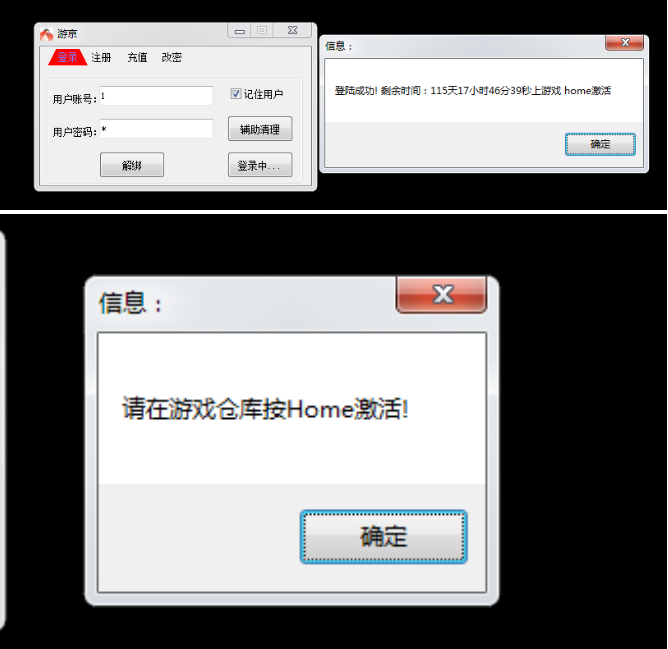 游京
登录 注册 充值 改密
用户账号: 1
记住用户
用户密码: *
辅助清理
解绑
登录中...
信息：
登陆成功! 剩余时间：115天17小时46分39秒上游戏 home激活
确定
信息：
请在游戏仓库按Home激活!
确定